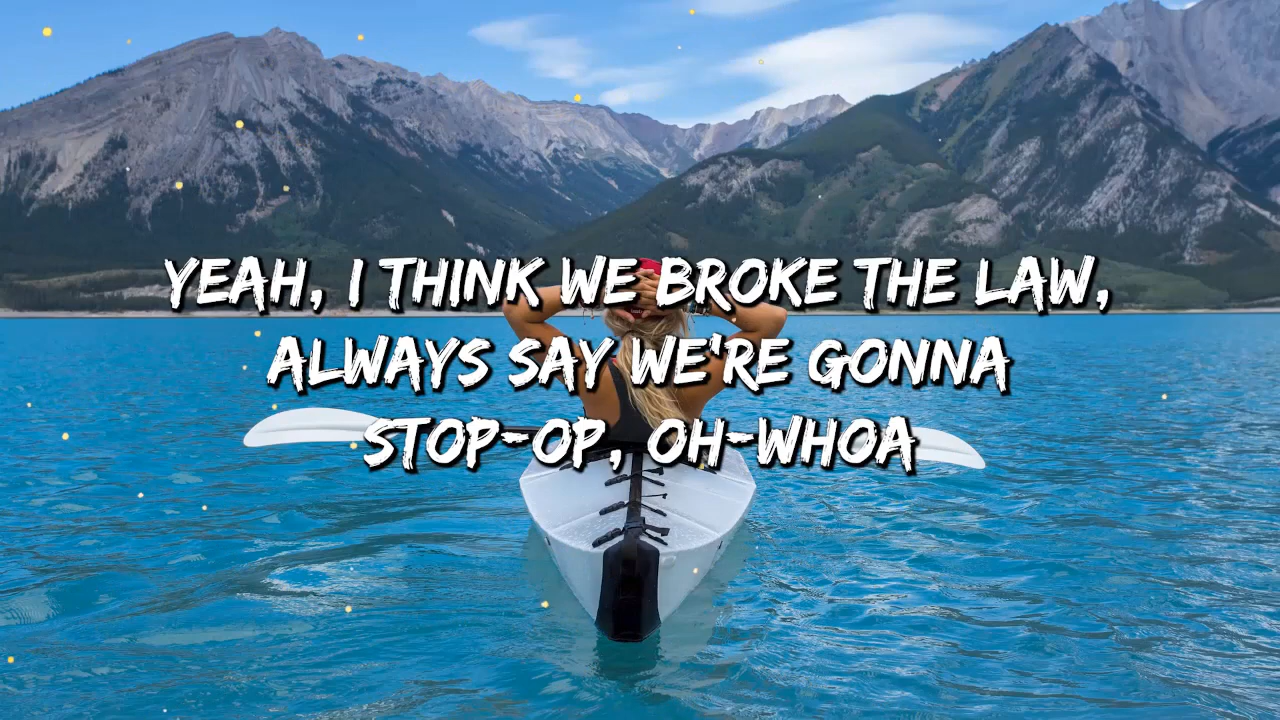 YEAH, I THINK WE BROKE THE LAW,
ALWAYS SAY WE'RE GONNA
STOP-OP, OH-WHOA